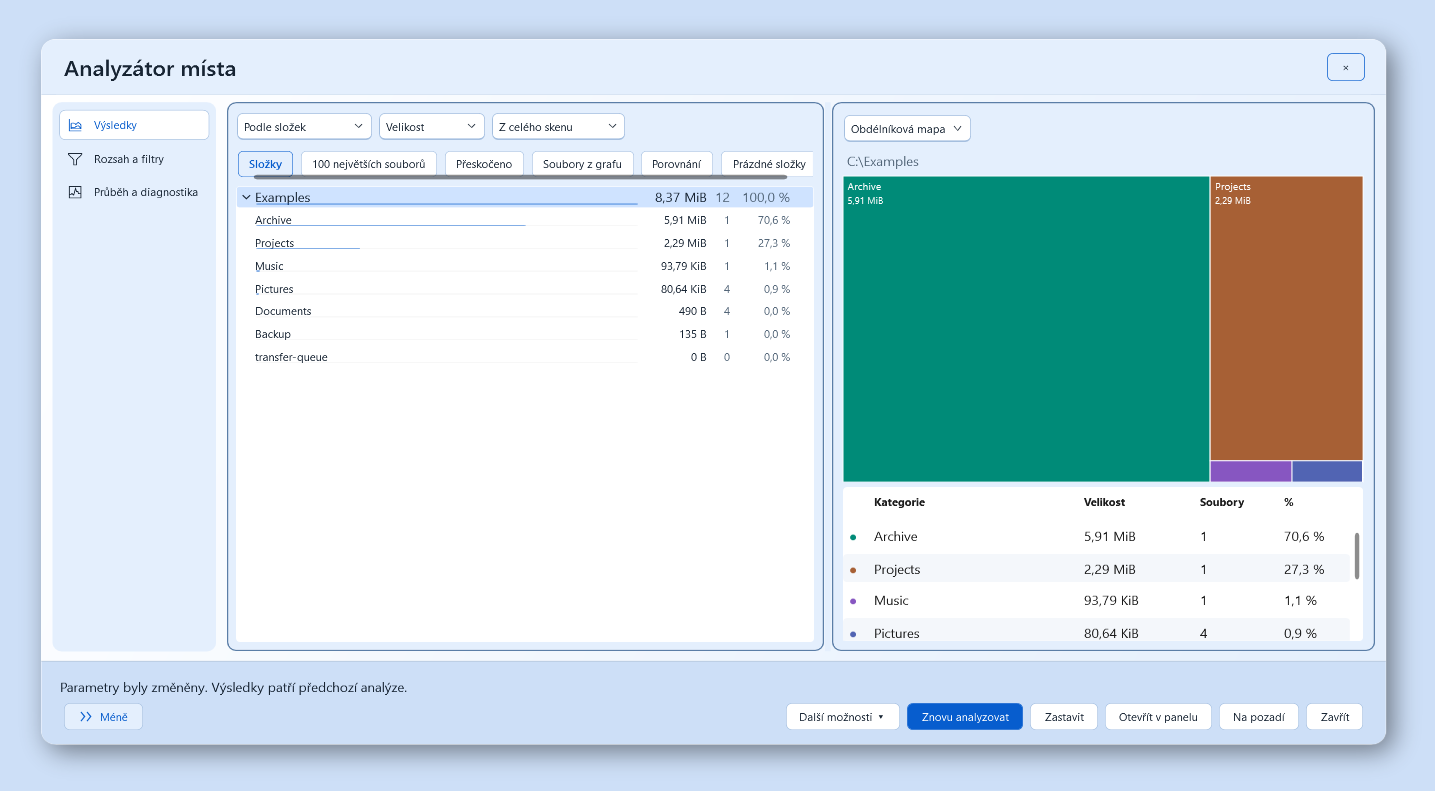 Analyzátor místa
×
Výsledky
Rozsah a filtry
Průběh a diagnostika
Podle složek
Velikost
Z celého skenu
Složky
100 největších souborů
Přeskočeno
Soubory z grafu
Porovnání
Prázdné složky
Examples 8,37 MiB 12 100,0 %
Archive 5,91 MiB 1 70,6 %
Projects 2,29 MiB 1 27,3 %
Music 93,79 KiB 1 1,1 %
Pictures 80,64 KiB 4 0,9 %
Documents 490 B 4 0,0 %
Backup 135 B 1 0,0 %
transfer-queue 0 B 0 0,0 %
Obdélníková mapa
C:\Examples
Archive
5,91 MiB
Projects
2,29 MiB
Kategorie Velikost Soubory %
Archive 5,91 MiB 1 70,6 %
Projects 2,29 MiB 1 27,3 %
Music 93,79 KiB 1 1,1 %
Pictures 80,64 KiB 4 0,9 %
Parametry byly změněny. Výsledky patří předchozí analýze.
Méně
Další možnosti
Znovu analyzovat
Zastavit
Otevřít v panelu
Na pozadí
Zavřít